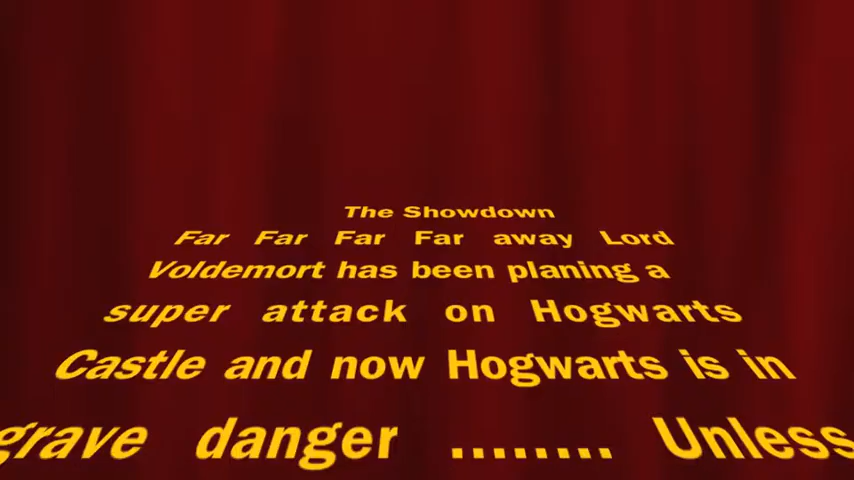 The Showdown
Far Far Far Far away Lord
Voldemort has been planing a
super attack on Hogwarts
Castle and now Hogwarts is in
grave danger ........ Unless